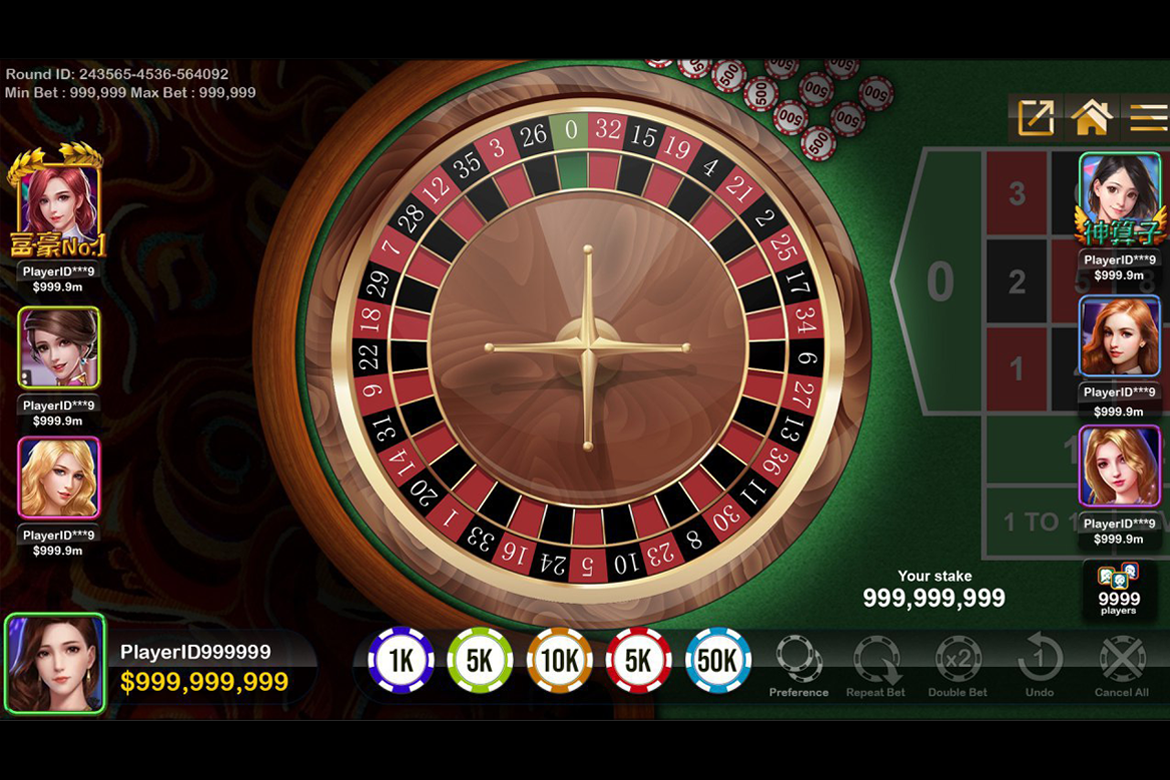 Round ID: 243565-4536-564092
Min Bet : 999,999 Max Bet : 999,999
500
500
500
500
500
500
500
500
500
0 32 15 19 4 21 2 25 17 34 6 27 13 36 11 30 8 23 10 5 24 16 33 1 20 14 31 9 22 18 29 7 28 12 35 3 26
富豪No.1
PlayerID***9
$999.9m
PlayerID***9
$999.9m
PlayerID***9
$999.9m
0
3
2
1
5
8
1 TO 1
神算子
PlayerID***9
$999.9m
PlayerID***9
$999.9m
PlayerID***9
$999.9m
Your stake
999,999,999
9999
players
PlayerID999999
$999,999,999
1K
5K
10K
5K
50K
Preference
x2
1
Repeat Bet
Double Bet
Undo
Cancel All